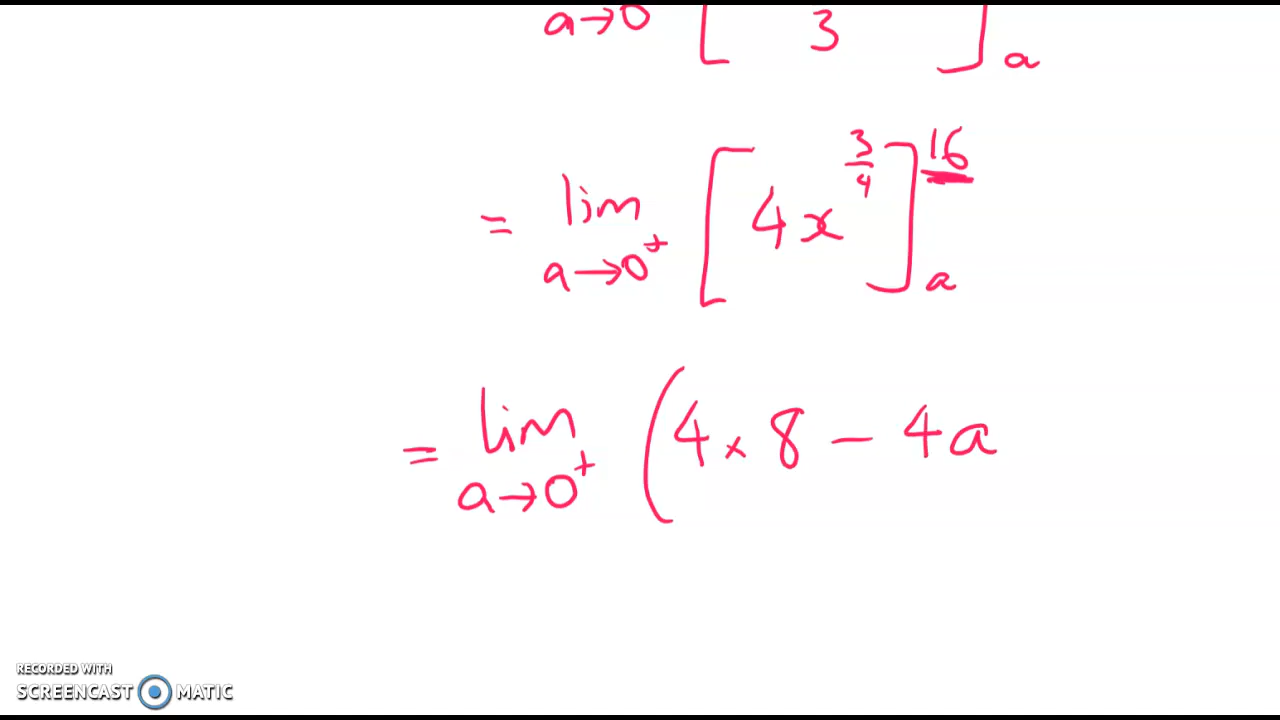 a→0 [ 3 ]ₐ
= lim a→0⁺ [ 4x^(3/4) ]ₐ^16
= lim a→0⁺ ( 4 × 8 − 4a
RECORDED WITH
SCREENCAST MATIC